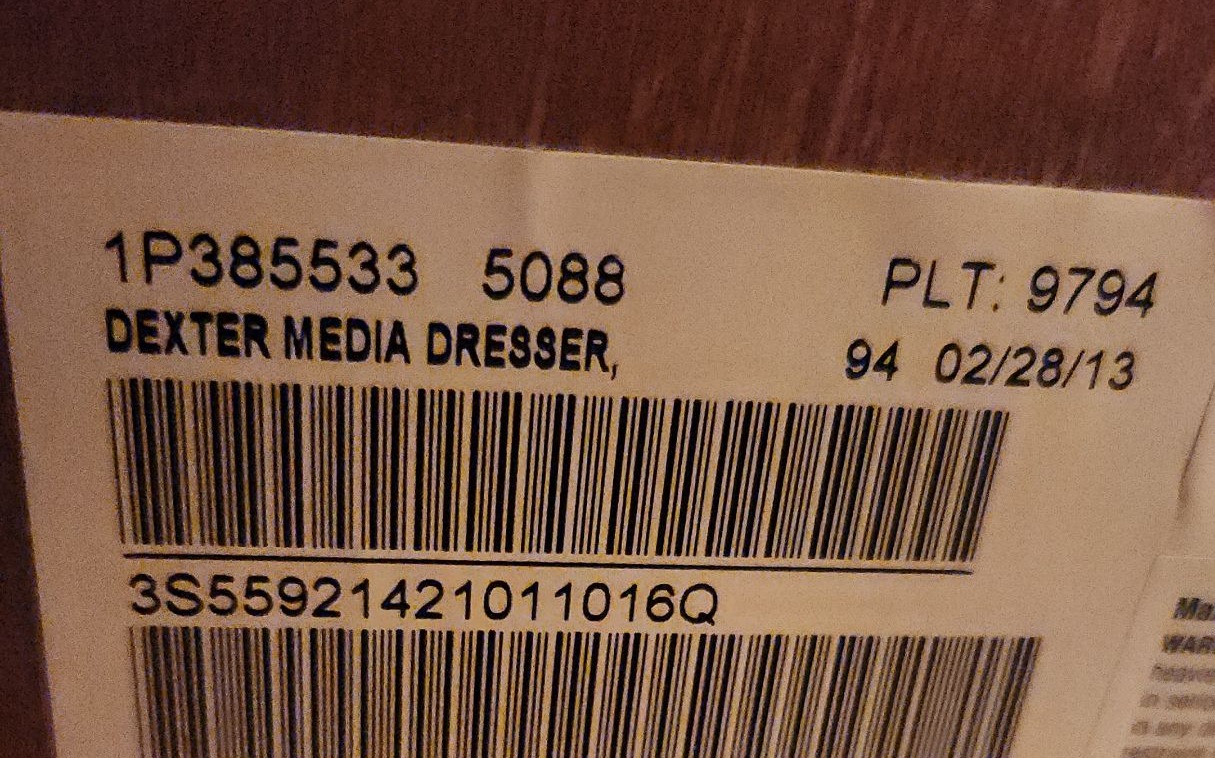 1P385533 5088 PLT: 9794
DEXTER MEDIA DRESSER, 94 02/28/13
3S55921421011016Q